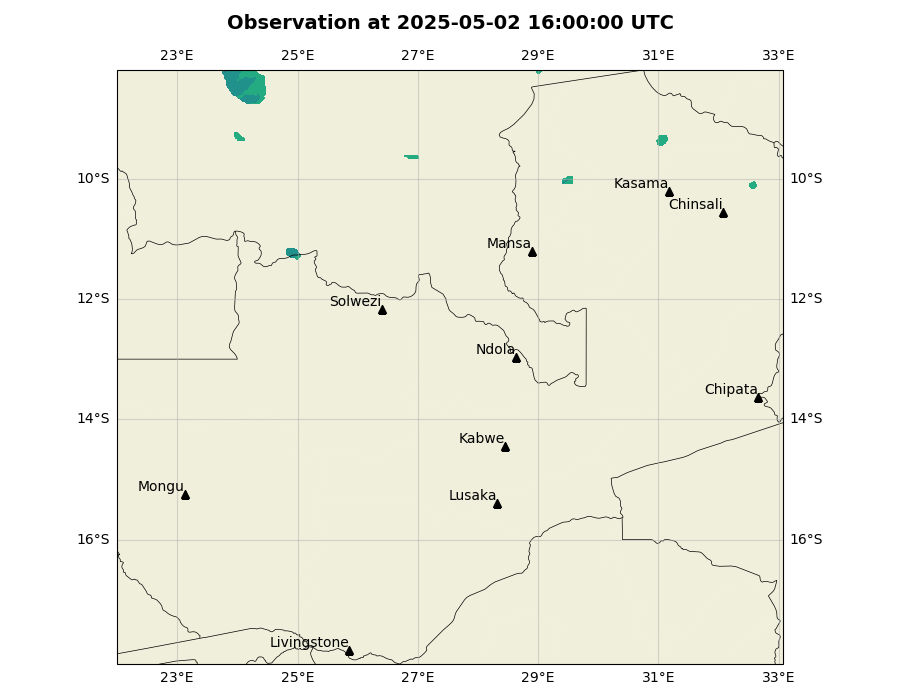 Observation at 2025-05-02 16:00:00 UTC
23°E 25°E 27°E 29°E 31°E 33°E
10°S 10°S
Kasama
Chinsali
Mansa
12°S 12°S
Solwezi
Ndola
Chipata
14°S 14°S
Kabwe
Mongu
Lusaka
16°S 16°S
Livingstone
23°E 25°E 27°E 29°E 31°E 33°E